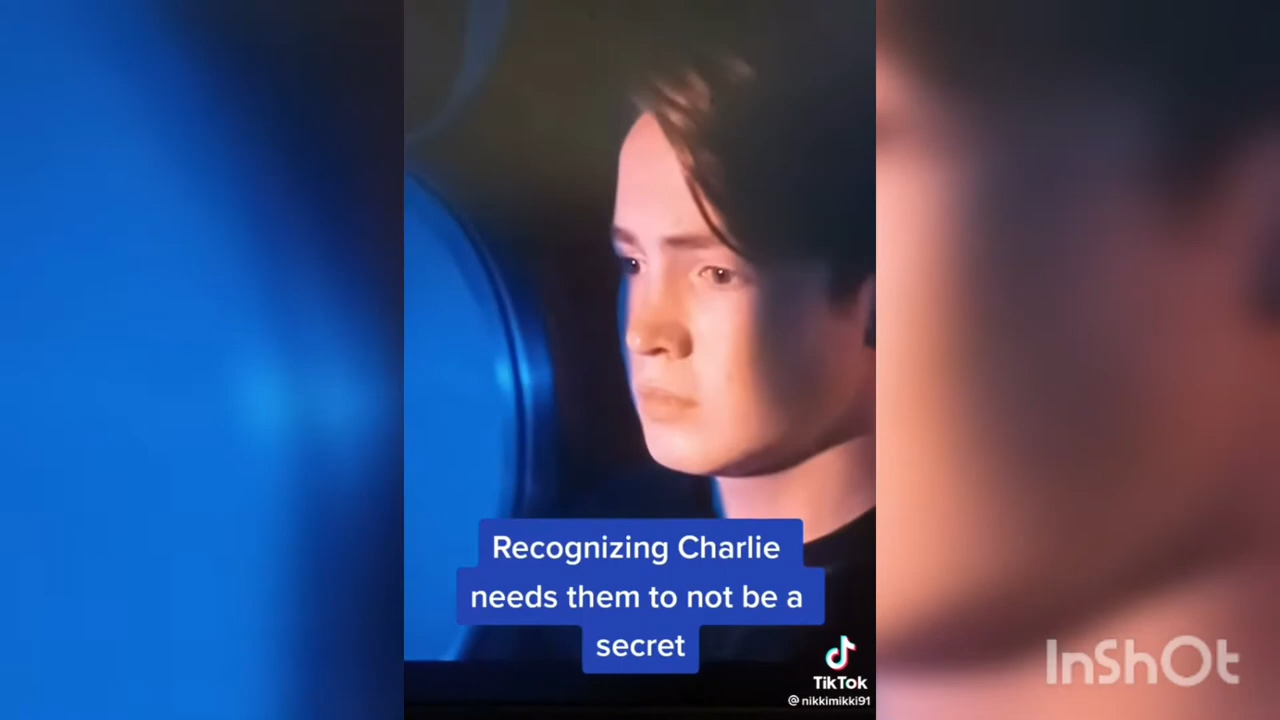 Recognizing Charlie
needs them to not be a
secret
TikTok
@nikkimikki91
InShOt